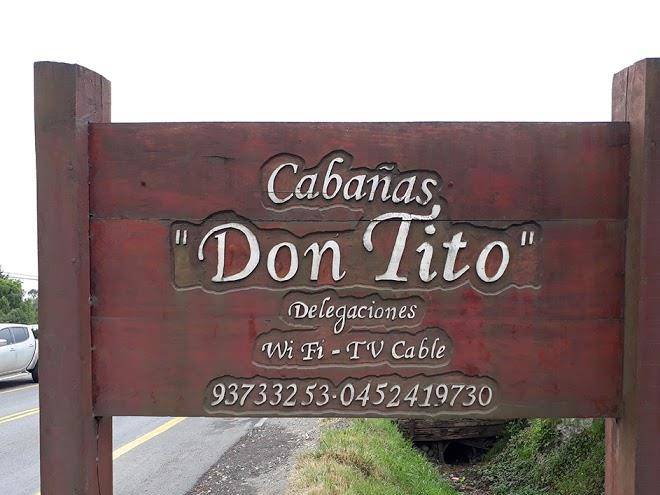 Cabañas
"Don Tito"
Delegaciones
Wi Fi - TV Cable
93733253-0452419730